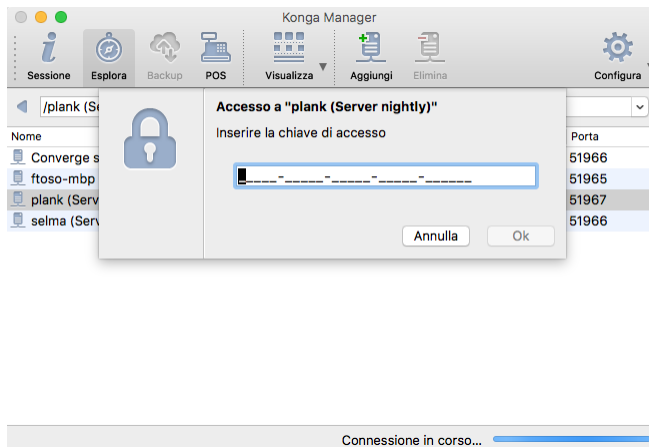 Konga Manager
Sessione Esplora Backup POS Visualizza Aggiungi Elimina Configura
/plank (Se
Accesso a "plank (Server nightly)"
Inserire la chiave di accesso
_____-_____-_____-_____-______
Annulla Ok
Nome Porta
Converge s 51966
ftoso-mbp 51965
plank (Serv 51967
selma (Serv 51966
Connessione in corso...